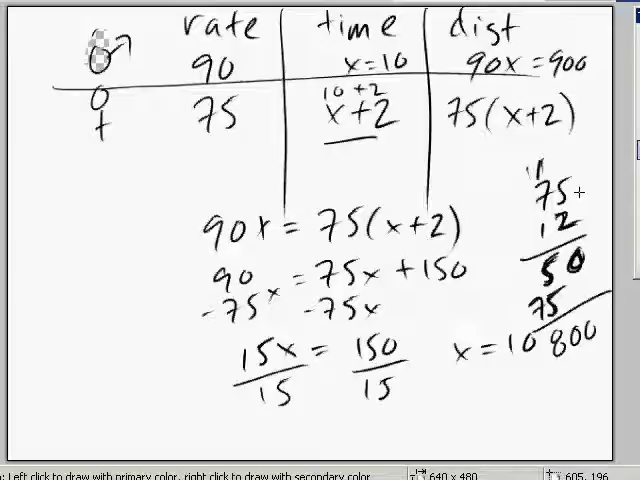 rate time dist
90 x=10 90x=900
10+2
75 x+2 75(x+2)
90x = 75(x+2)
90 = 75x + 150
-75x -75x
15x = 150
15 15
x=10
75
12
50
75
800
: Left click to draw with primary color, right click to draw with secondary color
640 x 480
605, 196